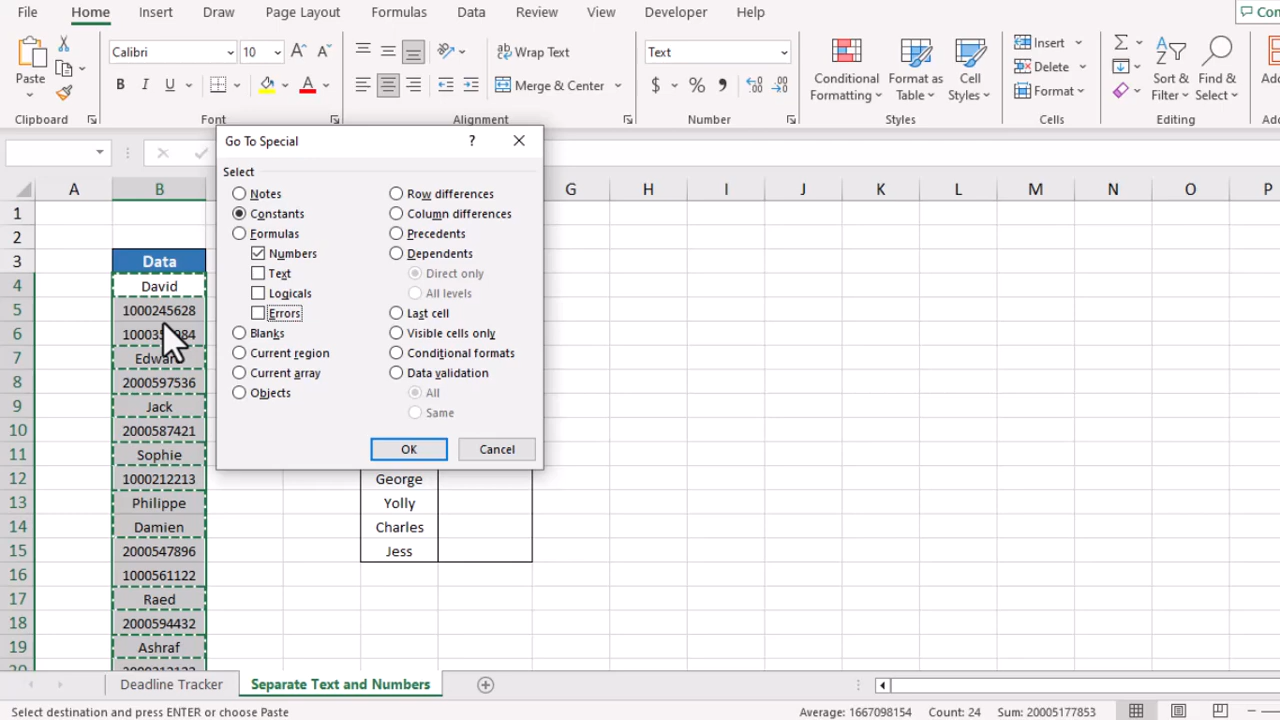 File Home Insert Draw Page Layout Formulas Data Review View Developer Help
Calibri 10 A A Wrap Text Text Insert Σ
Paste B I U A Merge & Center $ % , Conditional Formatting Format as Table Cell Styles Delete Format Sort & Filter Find & Select
Clipboard Font Alignment Number Styles Cells Editing
Go To Special ? ×
Select
Notes Row differences
Constants Column differences
Formulas Precedents
Numbers Dependents
Text Direct only
Logicals All levels
Errors Last cell
Blanks Visible cells only
Current region Conditional formats
Current array Data validation
Objects All
Same
OK Cancel
A B G H I J K L M N O P
1
2
3 Data
4 David
5 1000245628
6
7
8 2000597536
9 Jack
10 2000587421
11 Sophie
12 1000212213 George
13 Philippe Yolly
14 Damien Charles
15 2000547896 Jess
16 1000561122
17 Raed
18 2000594432
19 Ashraf
Deadline Tracker Separate Text and Numbers
Select destination and press ENTER or choose Paste Average: 1667098154 Count: 24 Sum: 20005177853